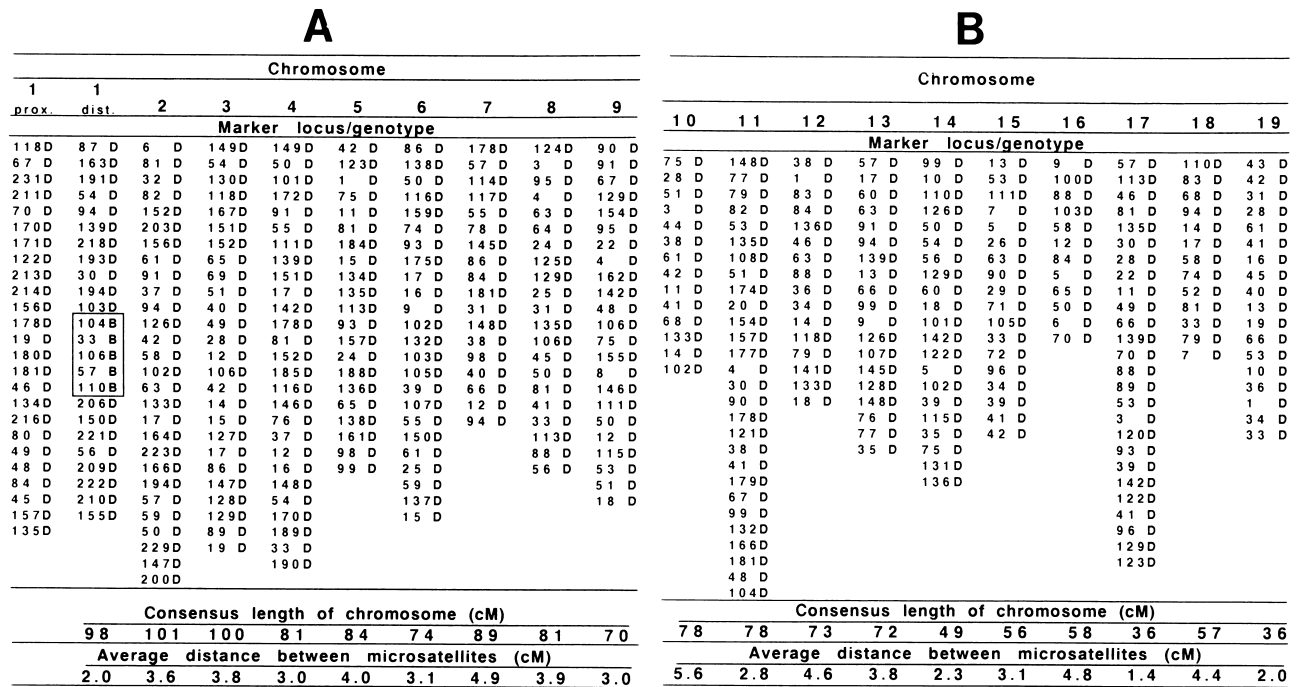 A
Chromosome
1 1
prox. dist. 2 3 4 5 6 7 8 9
Marker locus/genotype
118D 87 D 6 D 149D 149D 42 D 86 D 178D 124D 90 D
67 D 163D 81 D 54 D 50 D 123D 138D 57 D 3 D 91 D
231D 191D 32 D 130D 101D 1 D 50 D 114D 95 D 67 D
211D 54 D 82 D 118D 172D 75 D 116D 117D 4 D 129D
70 D 94 D 152D 167D 91 D 11 D 159D 55 D 63 D 154D
170D 139D 203D 151D 55 D 81 D 74 D 78 D 64 D 95 D
171D 218D 156D 152D 111D 184D 93 D 145D 24 D 22 D
122D 193D 61 D 65 D 139D 15 D 175D 86 D 125D 4 D
213D 30 D 91 D 69 D 151D 134D 17 D 84 D 129D 162D
214D 194D 37 D 51 D 17 D 135D 16 D 181D 25 D 142D
156D 103D 94 D 40 D 142D 113D 9 D 31 D 31 D 48 D
178D 104B 126D 49 D 178D 93 D 102D 148D 135D 106D
19 D 33 B 42 D 28 D 81 D 157D 132D 38 D 106D 75 D
180D 106B 58 D 12 D 152D 24 D 103D 98 D 45 D 155D
181D 57 B 102D 106D 185D 188D 105D 40 D 50 D 8 D
46 D 110B 63 D 42 D 116D 136D 39 D 66 D 81 D 146D
134D 206D 133D 14 D 146D 65 D 107D 12 D 41 D 111D
216D 150D 17 D 15 D 76 D 138D 55 D 94 D 33 D 50 D
80 D 221D 164D 127D 37 D 161D 150D 113D 12 D
49 D 56 D 223D 17 D 12 D 98 D 61 D 88 D 115D
48 D 209D 166D 86 D 16 D 99 D 25 D 56 D 53 D
84 D 222D 194D 147D 148D 59 D 51 D
45 D 210D 57 D 128D 54 D 137D 18 D
157D 155D 59 D 129D 170D 15 D
135D 50 D 89 D 189D
229D 19 D 33 D
147D 190D
200D
Consensus length of chromosome (cM)
98 101 100 81 84 74 89 81 70
Average distance between microsatellites (cM)
2.0 3.6 3.8 3.0 4.0 3.1 4.9 3.9 3.0
B
Chromosome
10 11 12 13 14 15 16 17 18 19
Marker locus/genotype
75 D 148D 38 D 57 D 99 D 13 D 9 D 57 D 110D 43 D
28 D 77 D 1 D 17 D 10 D 53 D 100D 113D 83 D 42 D
51 D 79 D 83 D 60 D 110D 111D 88 D 46 D 68 D 31 D
3 D 82 D 84 D 63 D 126D 7 D 103D 81 D 94 D 28 D
44 D 53 D 136D 91 D 50 D 5 D 58 D 135D 14 D 61 D
38 D 135D 46 D 94 D 54 D 26 D 12 D 30 D 17 D 41 D
61 D 108D 63 D 139D 56 D 63 D 84 D 28 D 58 D 16 D
42 D 51 D 88 D 13 D 129D 90 D 5 D 22 D 74 D 45 D
11 D 174D 36 D 66 D 60 D 29 D 65 D 11 D 52 D 40 D
41 D 20 D 34 D 99 D 18 D 71 D 50 D 49 D 81 D 13 D
68 D 154D 14 D 9 D 101D 105D 6 D 66 D 33 D 19 D
133D 157D 118D 126D 142D 33 D 70 D 139D 79 D 66 D
14 D 177D 79 D 107D 122D 72 D 70 D 7 D 53 D
102D 4 D 141D 145D 5 D 96 D 88 D 10 D
30 D 133D 128D 102D 34 D 89 D 36 D
90 D 18 D 148D 39 D 39 D 53 D 1 D
178D 76 D 115D 41 D 3 D 34 D
121D 77 D 35 D 42 D 120D 33 D
38 D 35 D 75 D 93 D
41 D 131D 39 D
179D 136D 142D
67 D 122D
99 D 41 D
132D 96 D
166D 129D
181D 123D
48 D
104D
Consensus length of chromosome (cM)
78 78 73 72 49 56 58 36 57 36
Average distance between microsatellites (cM)
5.6 2.8 4.6 3.8 2.3 3.1 4.8 1.4 4.4 2.0